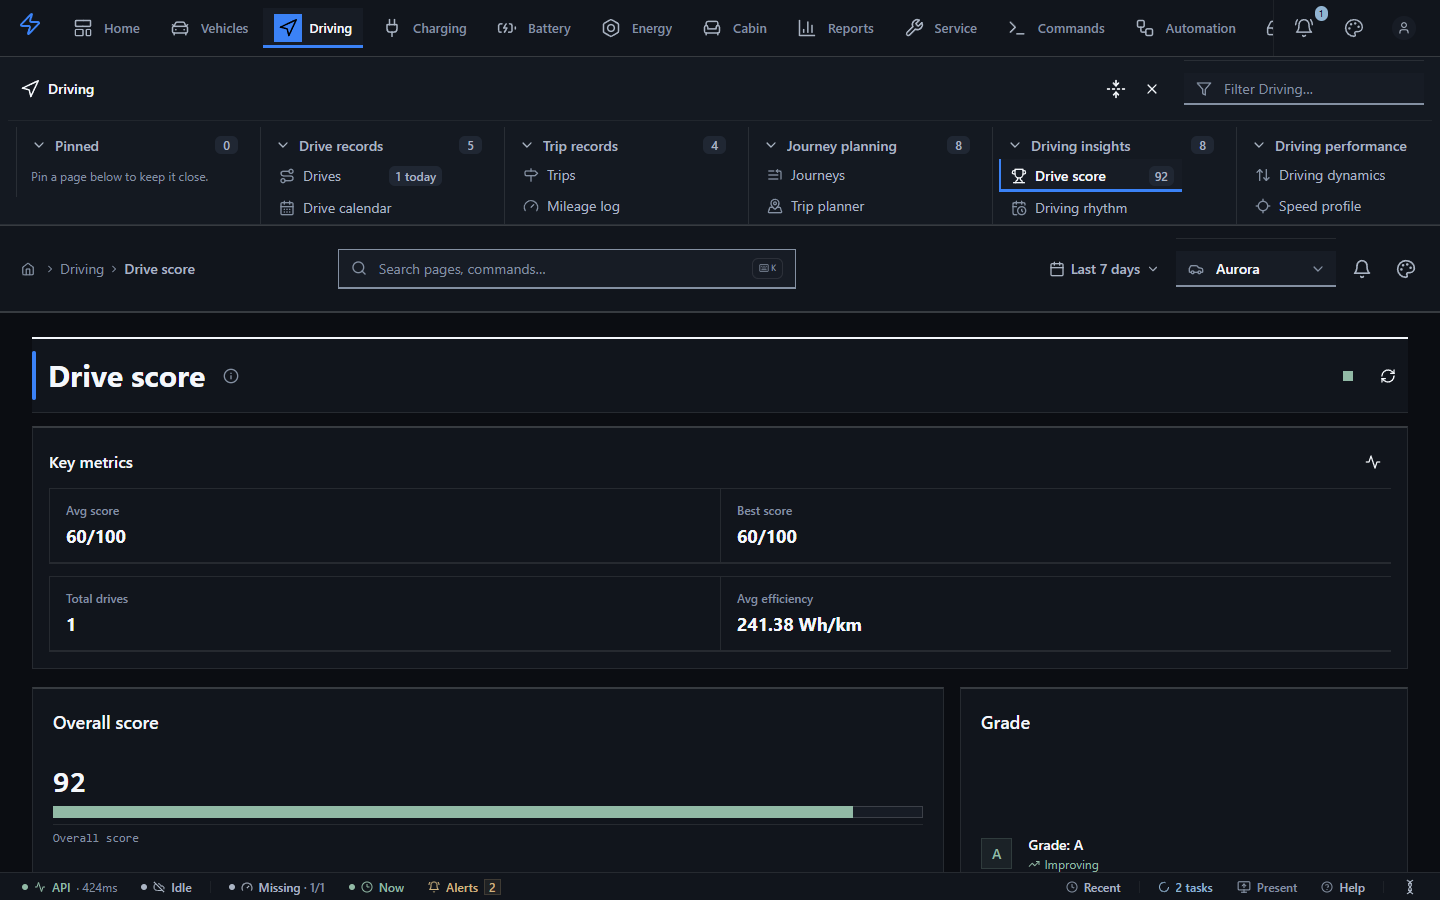 Home
Vehicles
Driving
Charging
Battery
Energy
Cabin
Reports
Service
Commands
Automation
1
Driving
Filter Driving...
Pinned 0
Pin a page below to keep it close.
Drive records 5
Drives 1 today
Drive calendar
Trip records 4
Trips
Mileage log
Journey planning 8
Journeys
Trip planner
Driving insights 8
Drive score 92
Driving rhythm
Driving performance
Driving dynamics
Speed profile
Driving > Drive score
Search pages, commands... K
Last 7 days
Aurora
Drive score
Key metrics
Avg score
60/100
Best score
60/100
Total drives
1
Avg efficiency
241.38 Wh/km
Overall score
92
Overall score
Grade
A
Grade: A
Improving
API · 424ms
Idle
Missing · 1/1
Now
Alerts 2
Recent
2 tasks
Present
Help